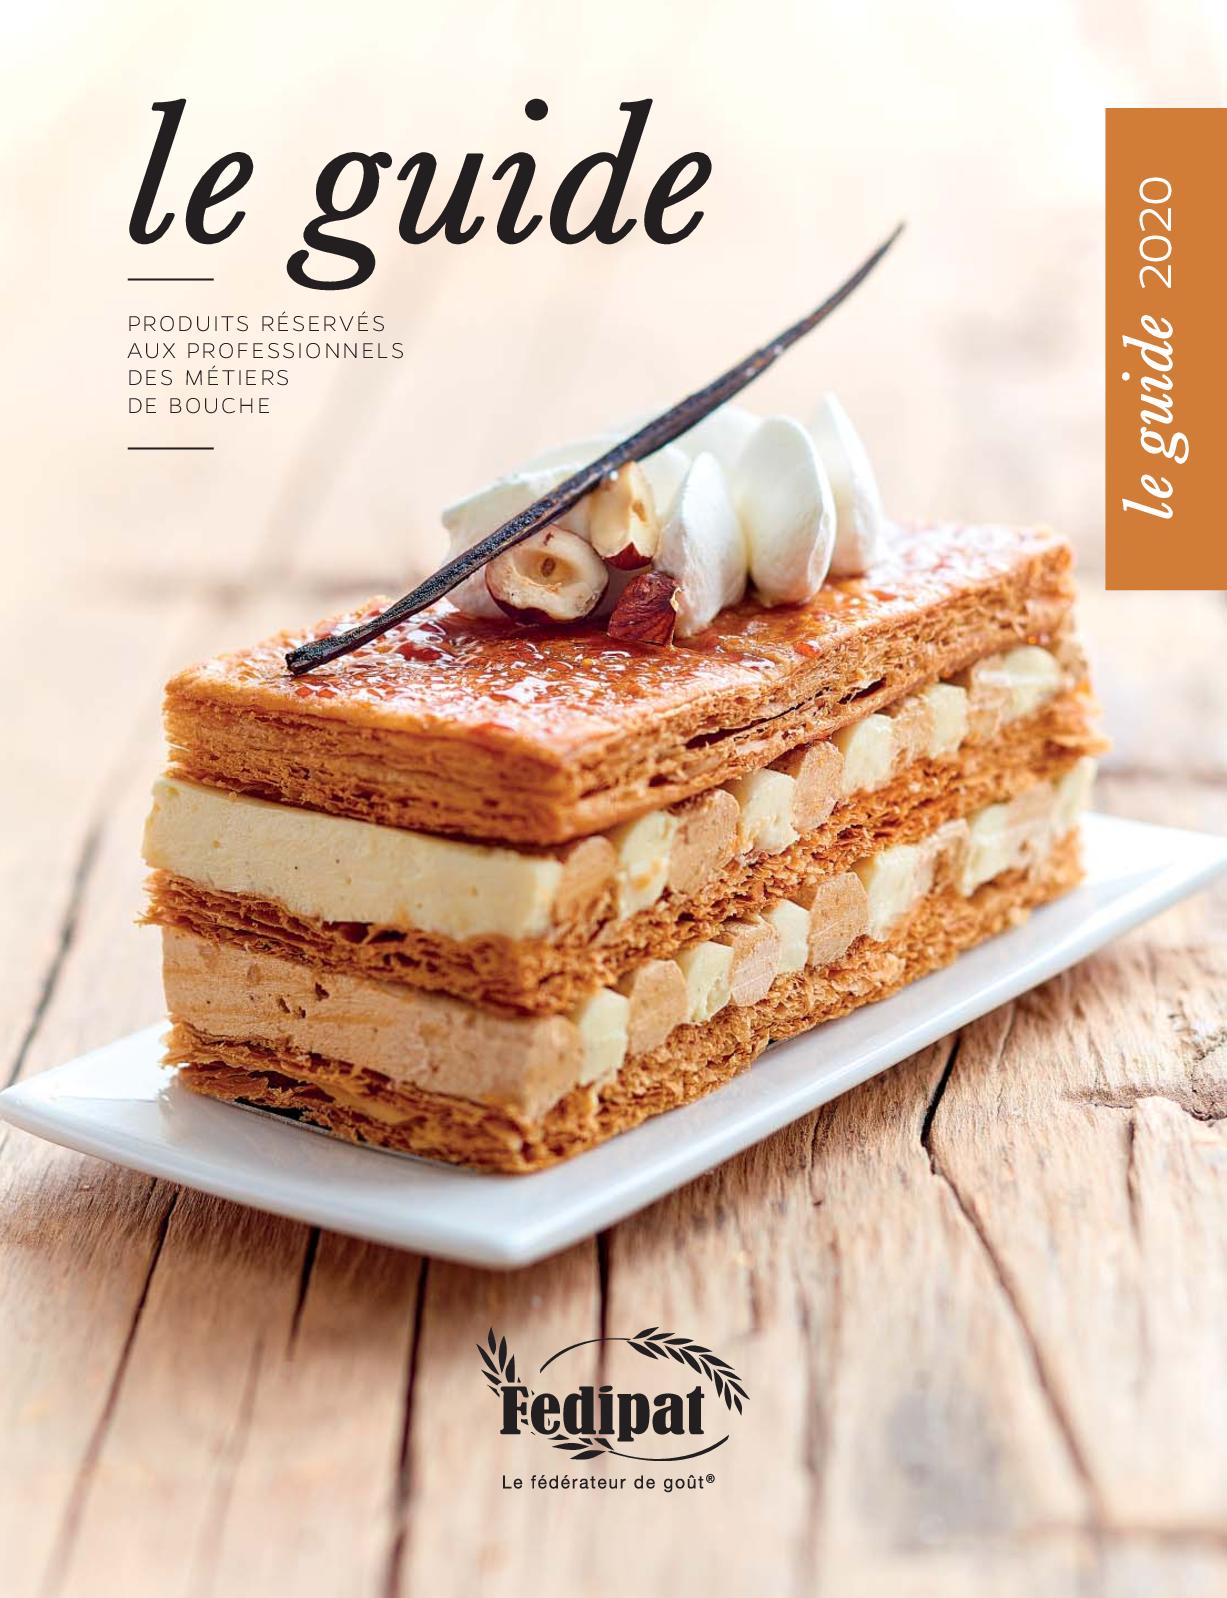 le guide
PRODUITS RÉSERVÉS
AUX PROFESSIONNELS
DES MÉTIERS
DE BOUCHE
le guide 2020
Fedipat
Le fédérateur de goût®